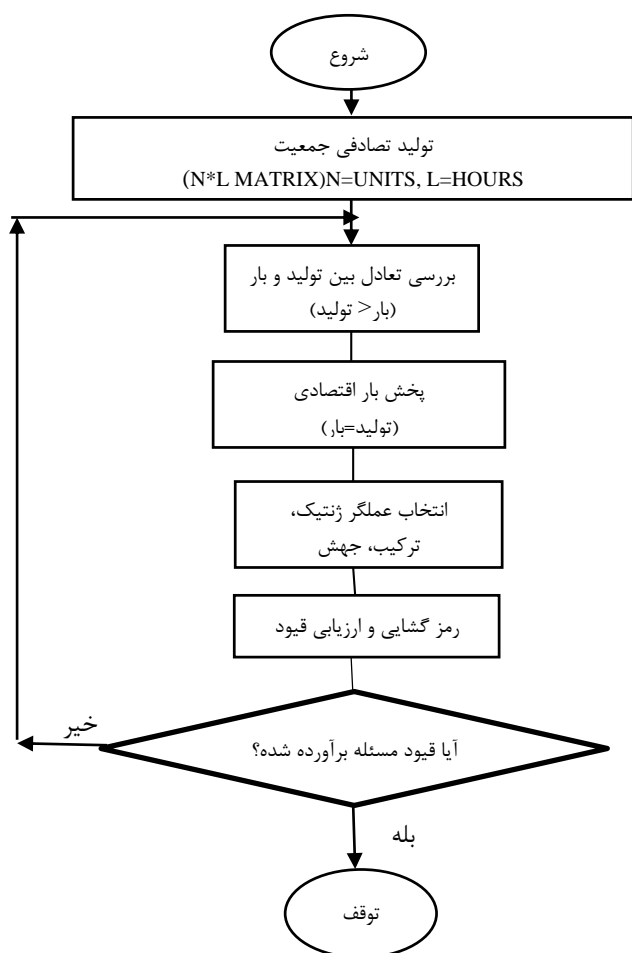 شروع
تولید تصادفی جمعیت
(N*L MATRIX)N=UNITS, L=HOURS
بررسی تعادل بین تولید و بار
(بار< تولید)
پخش بار اقتصادی
(تولید=بار)
انتخاب عملگر ژنتیک،
ترکیب، جهش
رمز گشایی و ارزیابی قیود
آیا قیود مسئله برآورده شده؟
خیر
بله
توقف